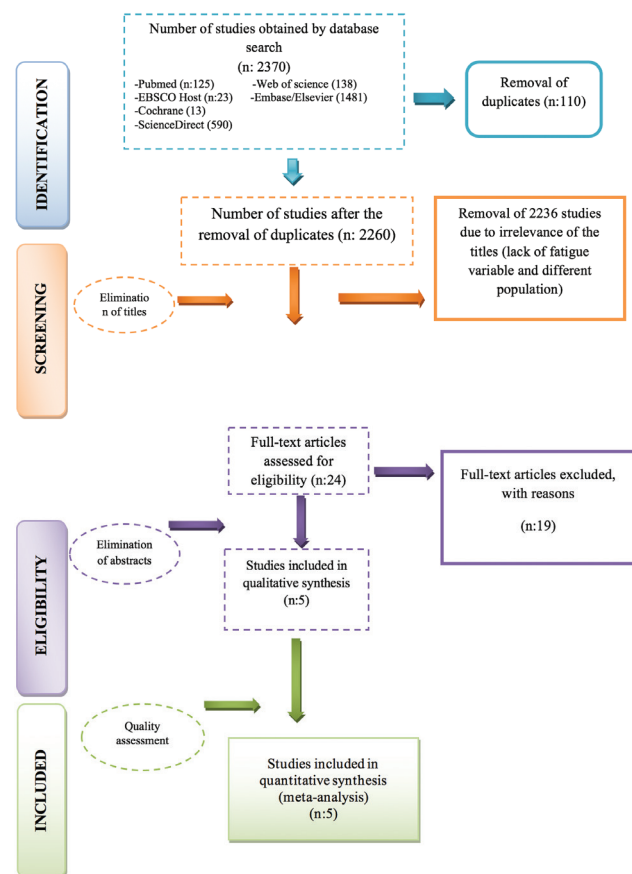 IDENTIFICATION
Number of studies obtained by database
search
(n: 2370)
-Pubmed (n:125)
-EBSCO Host (n:23)
-Cochrane (13)
-ScienceDirect (590)
-Web of science (138)
-Embase/Elsevier (1481)
Removal of
duplicates (n:110)
Number of studies after the
removal of duplicates (n: 2260)
SCREENING
Eliminatio
n of titles
Removal of 2236 studies
due to irrelevance of the
titles (lack of fatigue
variable and different
population)
Full-text articles
assessed for
eligibility (n:24)
Full-text articles excluded,
with reasons
(n:19)
ELIGIBILITY
Elimination
of abstracts
Studies included in
qualitative synthesis
(n:5)
INCLUDED
Quality
assessment
Studies included in
quantitative synthesis
(meta-analysis)
(n:5)